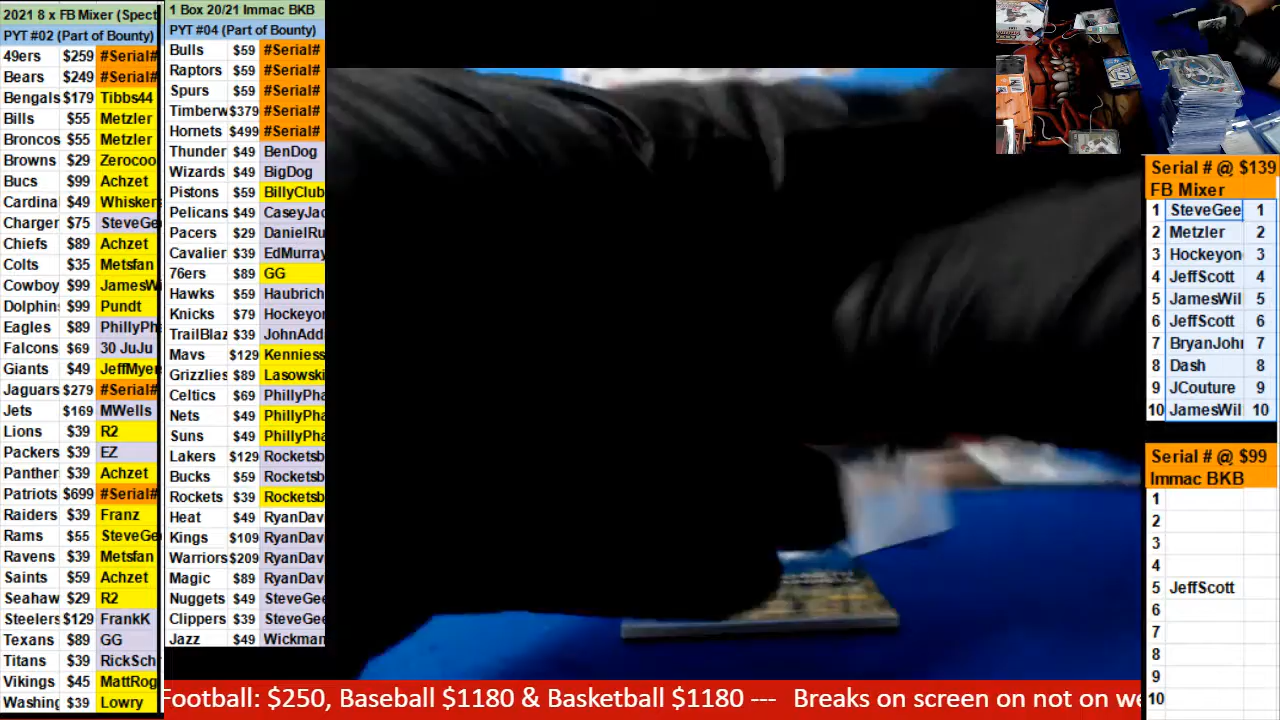 2021 8 x FB Mixer (Spect
PYT #02 (Part of Bounty)
49ers $259 #Serial#
Bears $249 #Serial#
Bengals $179 Tibbs44
Bills $55 Metzler
Broncos $55 Metzler
Browns $29 Zerocoo
Bucs $99 Achzet
Cardina $49 Whisker
Charger $75 SteveGe
Chiefs $89 Achzet
Colts $35 Metsfan
Cowboy $99 JamesWi
Dolphin $99 Pundt
Eagles $89 PhillyPh
Falcons $69 30 JuJu
Giants $49 JeffMyer
Jaguars $279 #Serial#
Jets $169 MWells
Lions $39 R2
Packers $39 EZ
Panther $39 Achzet
Patriots $699 #Serial#
Raiders $39 Franz
Rams $55 SteveGe
Ravens $39 Metsfan
Saints $59 Achzet
Seahaw $29 R2
Steelers $129 FrankK
Texans $89 GG
Titans $39 RickSch
Vikings $45 MattRog
Washing $39 Lowry
1 Box 20/21 Immac BKB
PYT #04 (Part of Bounty)
Bulls $59 #Serial#
Raptors $59 #Serial#
Spurs $59 #Serial#
Timberw $379 #Serial#
Hornets $499 #Serial#
Thunder $49 BenDog
Wizards $49 BigDog
Pistons $59 BillyClub
Pelicans $49 CaseyJac
Pacers $29 DanielRu
Cavalier $39 EdMurray
76ers $89 GG
Hawks $59 Haubrich
Knicks $79 Hockeyor
TrailBlaz $39 JohnAdd
Mavs $129 Kenniess
Grizzlies $89 Lasowski
Celtics $69 PhillyPha
Nets $49 PhillyPha
Suns $49 PhillyPha
Lakers $129 Rocketsb
Bucks $59 Rocketsb
Rockets $39 Rocketsb
Heat $49 RyanDav
Kings $109 RyanDav
Warriors $209 RyanDav
Magic $89 RyanDav
Nuggets $49 SteveGee
Clippers $39 SteveGee
Jazz $49 Wickman
Serial # @ $139
FB Mixer
1 SteveGee 1
2 Metzler 2
3 Hockeyon 3
4 JeffScott 4
5 JamesWil 5
6 JeffScott 6
7 BryanJohr 7
8 Dash 8
9 JCouture 9
10 JamesWil 10
Serial # @ $99
Immac BKB
1
2
3
4
5 JeffScott
6
7
8
9
10
Football: $250, Baseball $1180 & Basketball $1180 --- Breaks on screen on not on we